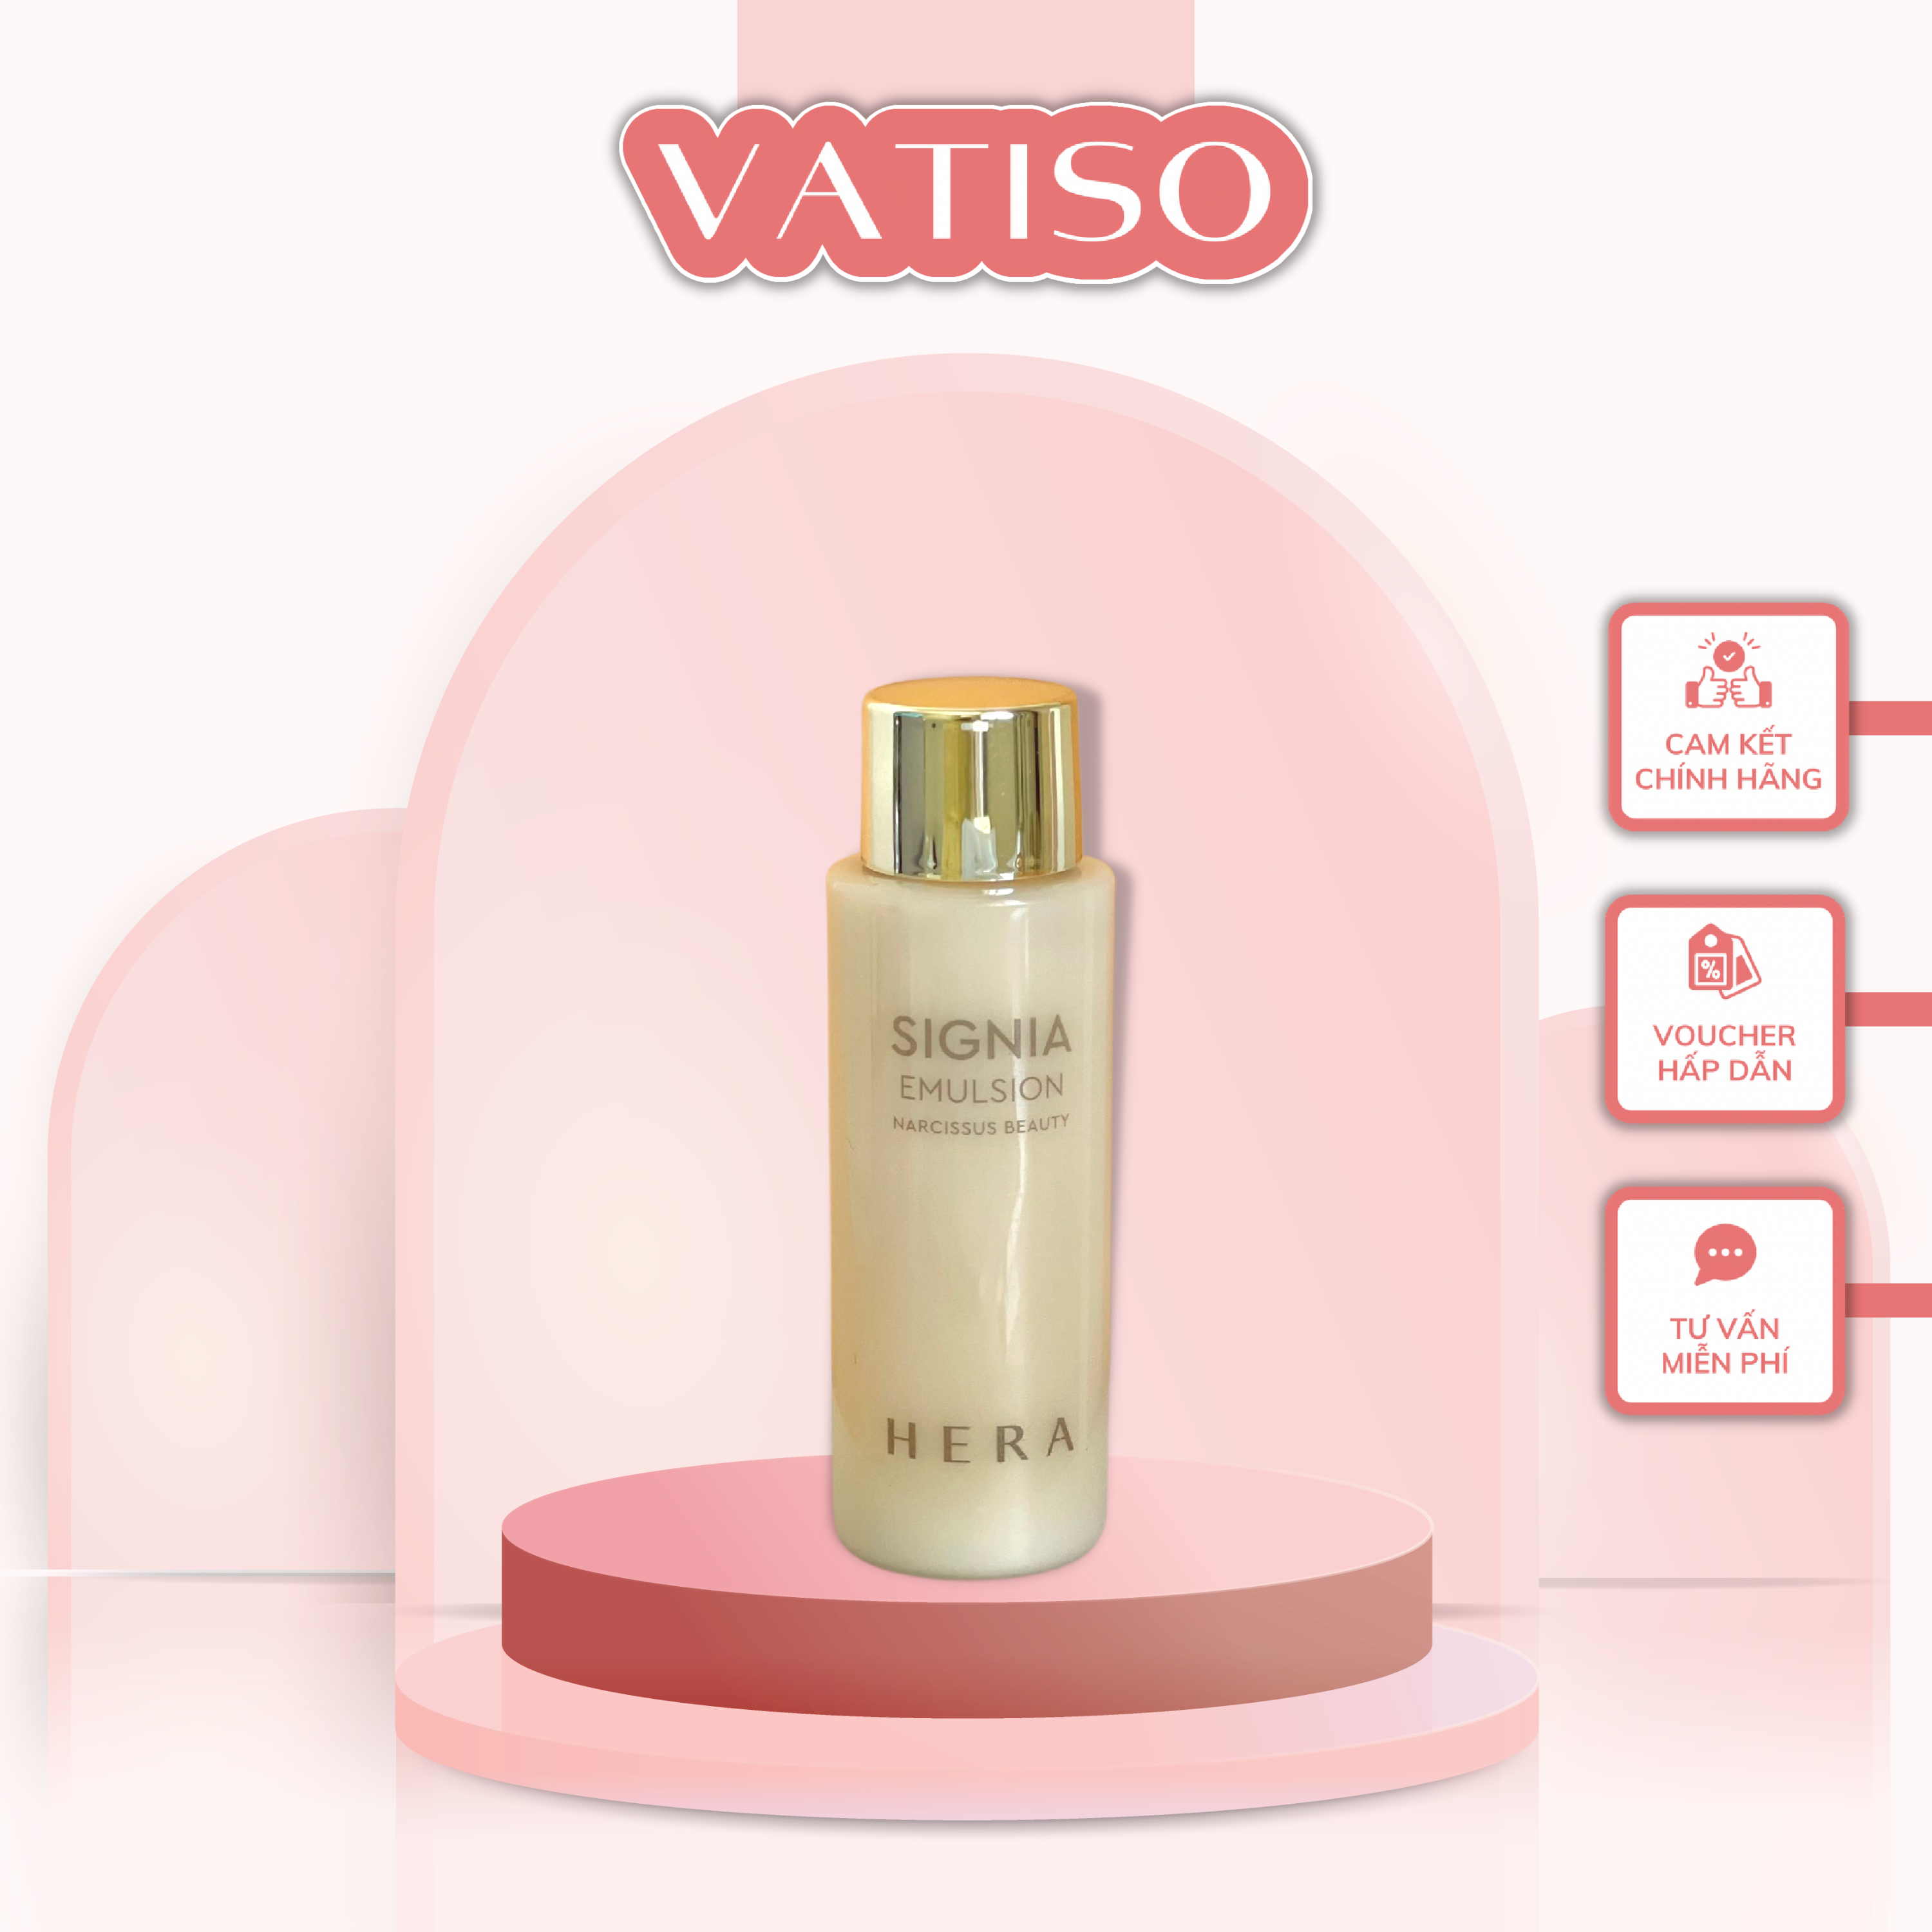 VATISO
SIGNIA
EMULSION
NARCISSUS BEAUTY
HERA
CAM KẾT
CHÍNH HÃNG
VOUCHER
HẤP DẪN
TƯ VẤN
MIỄN PHÍ